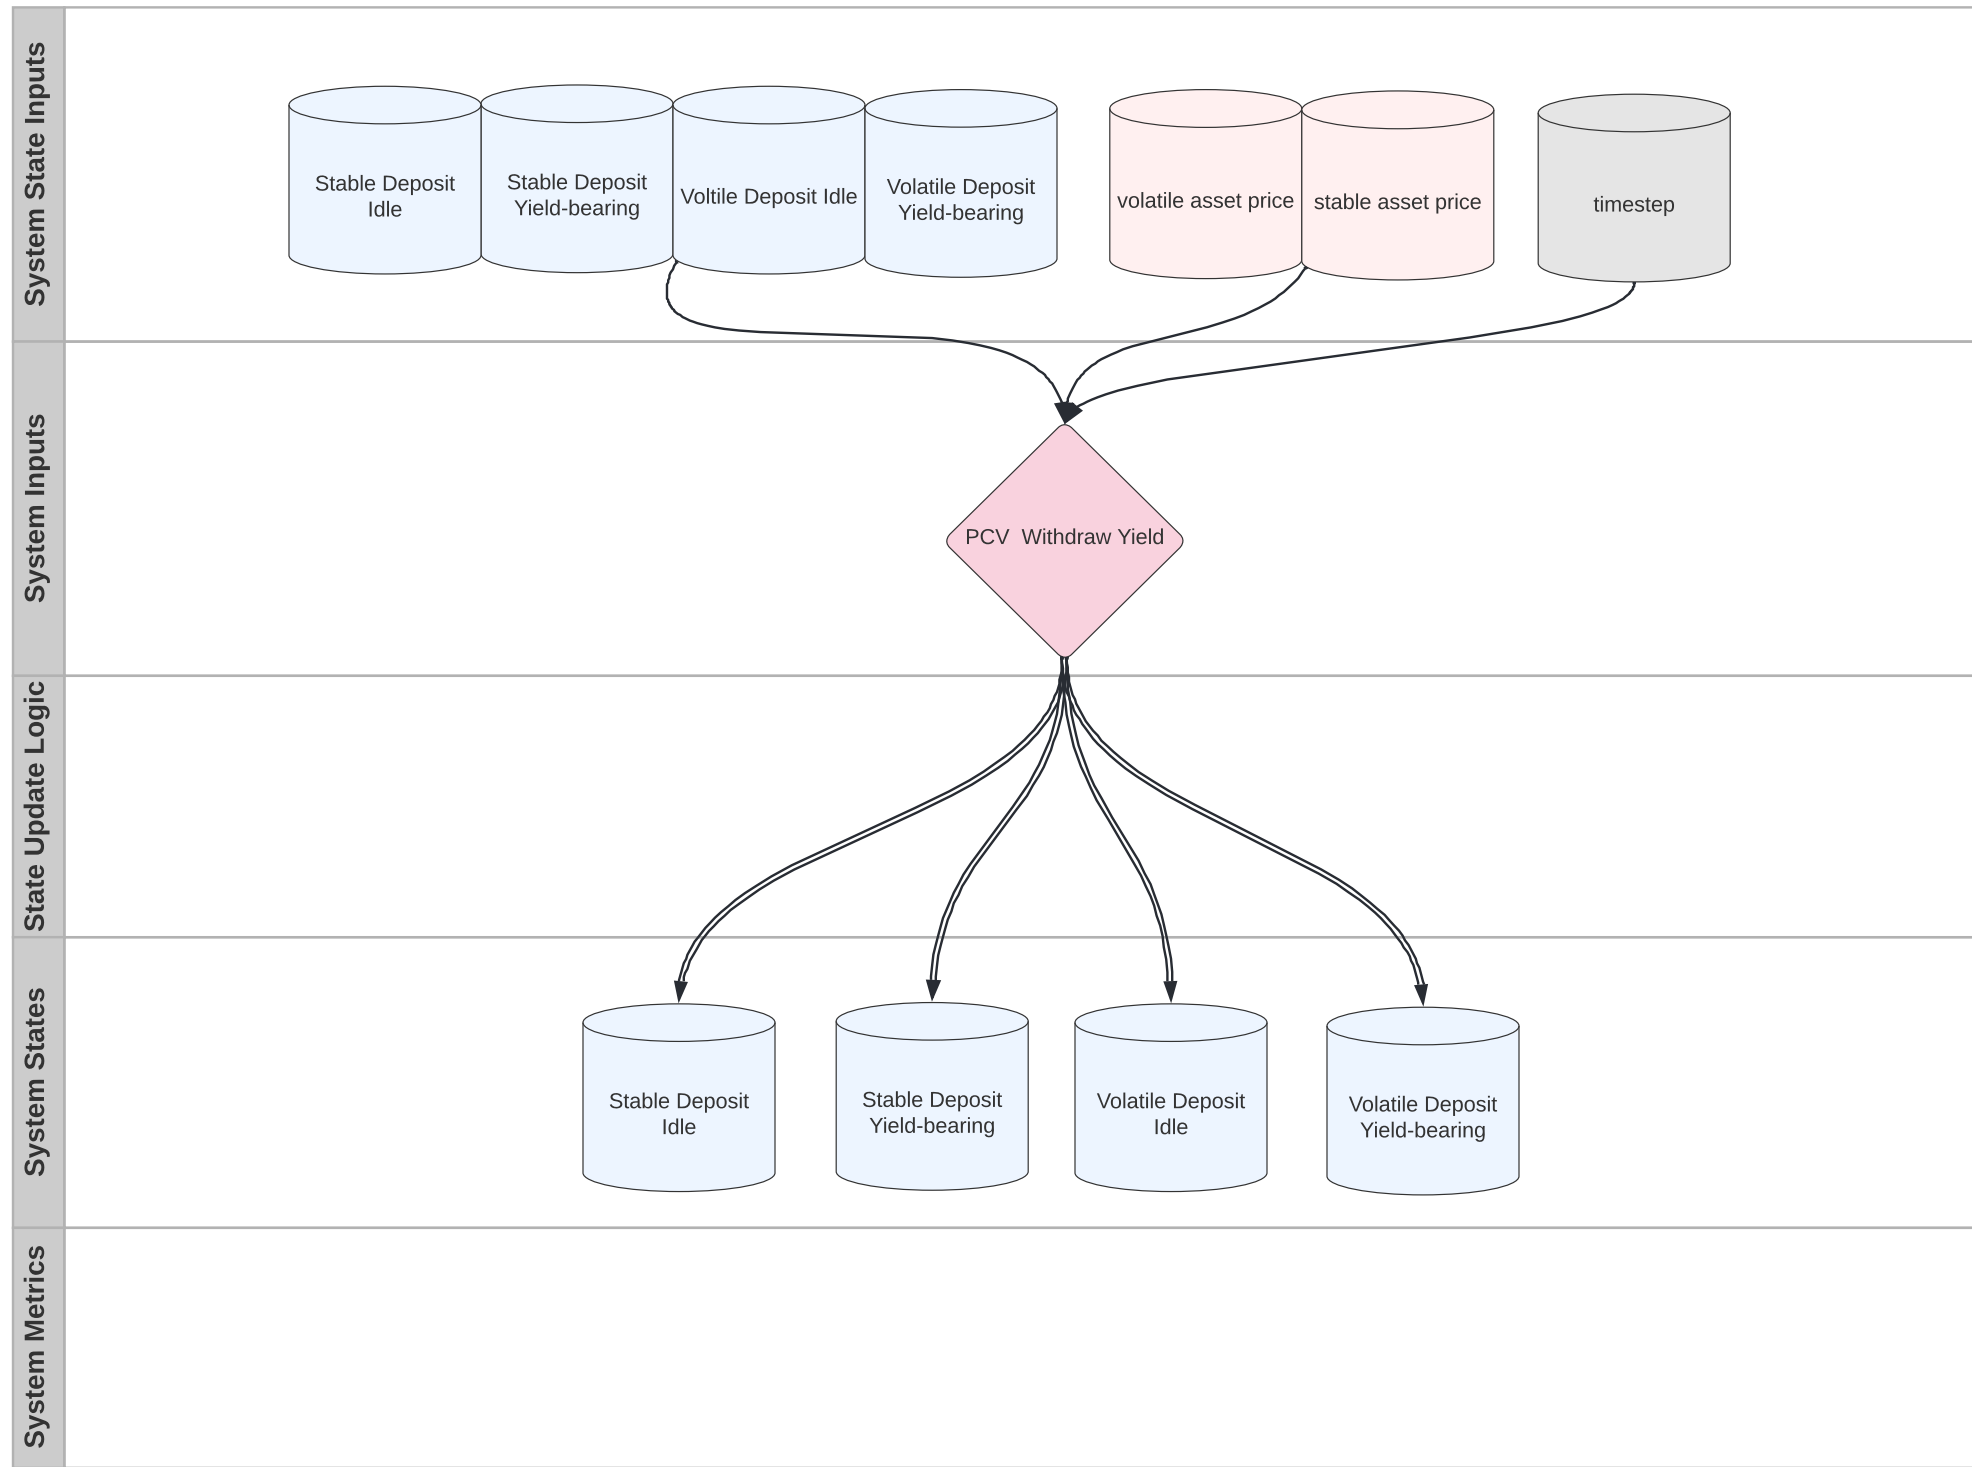 System State Inputs
Stable Deposit
Idle
Stable Deposit
Yield-bearing
Voltile Deposit Idle
Volatile Deposit
Yield-bearing
volatile asset price
stable asset price
timestep
System Inputs
PCV  Withdraw Yield
State Update Logic
System States
Stable Deposit
Idle
Stable Deposit
Yield-bearing
Volatile Deposit
Idle
Volatile Deposit
Yield-bearing
System Metrics